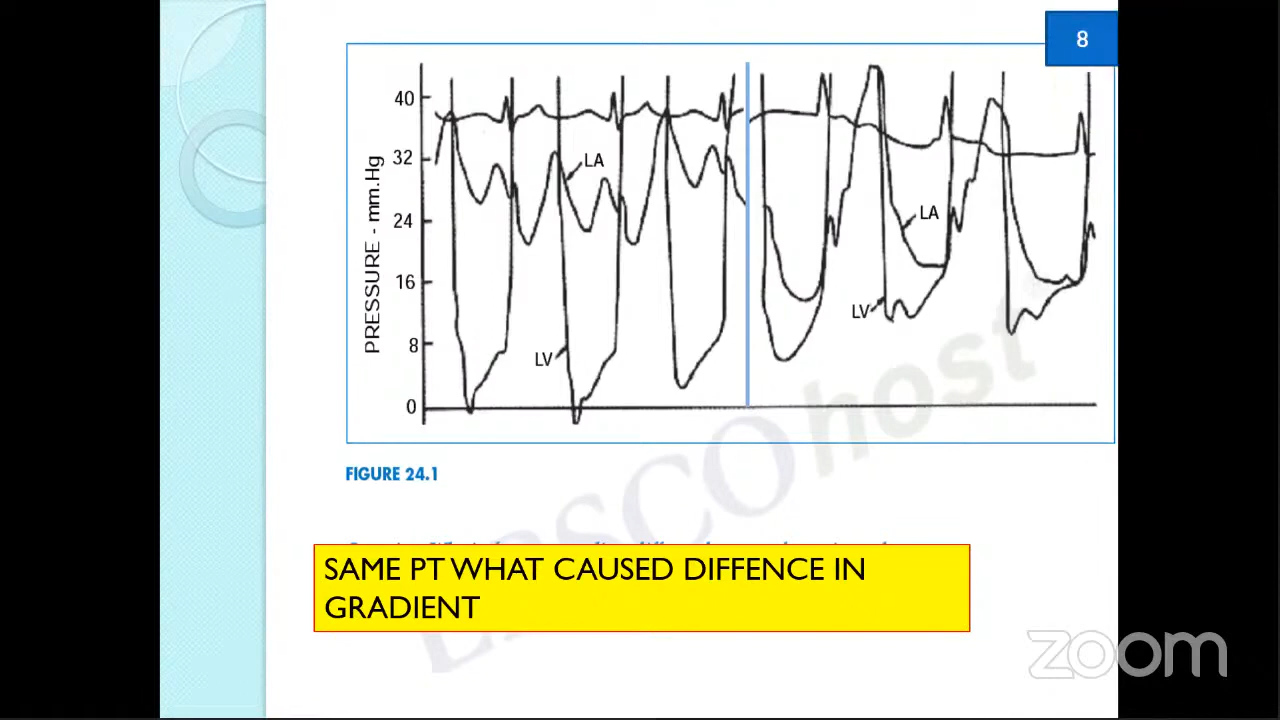 8
40
32
24
16
8
0
PRESSURE - mm.Hg
LA
LV
LA
LV
FIGURE 24.1
SAME PT WHAT CAUSED DIFFENCE IN
GRADIENT
zoom